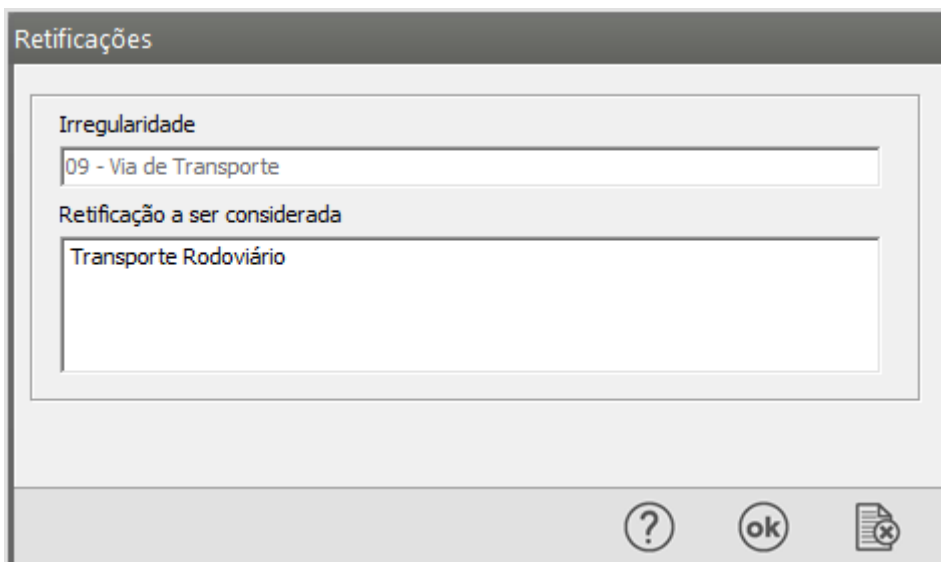 Retificações
Irregularidade
09 - Via de Transporte
Retificação a ser considerada
Transporte Rodoviário
?
ok